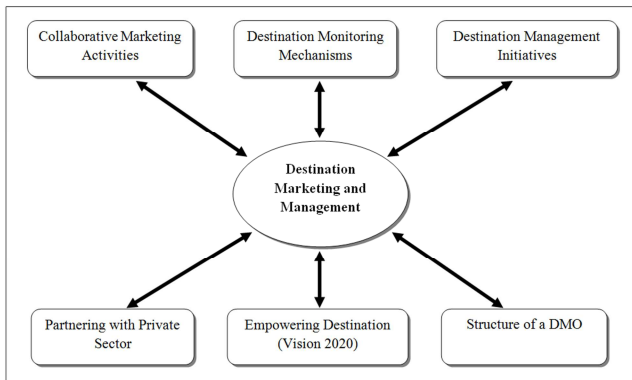 Collaborative Marketing
Activities
Destination Monitoring
Mechanisms
Destination Management
Initiatives
Destination
Marketing and
Management
Partnering with Private
Sector
Empowering Destination
(Vision 2020)
Structure of a DMO